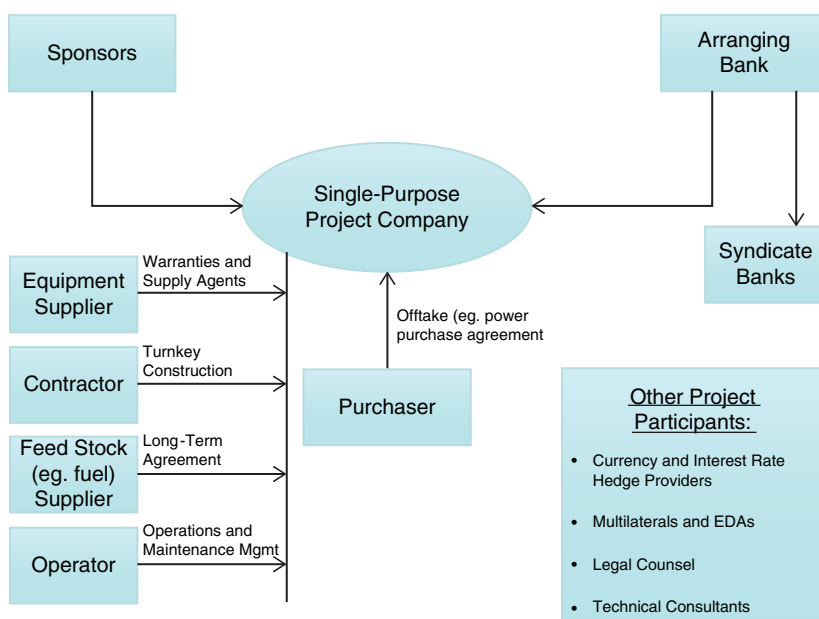 Sponsors
Arranging
Bank
Single-Purpose
Project Company
Syndicate
Banks
Equipment
Supplier
Warranties and
Supply Agents
Contractor
Turnkey
Construction
Feed Stock
(eg. fuel)
Supplier
Long-Term
Agreement
Operator
Operations and
Maintenance Mgmt
Offtake (eg. power
purchase agreement
Purchaser
Other Project
Participants:
• Currency and Interest Rate
Hedge Providers
• Multilaterals and EDAs
• Legal Counsel
• Technical Consultants